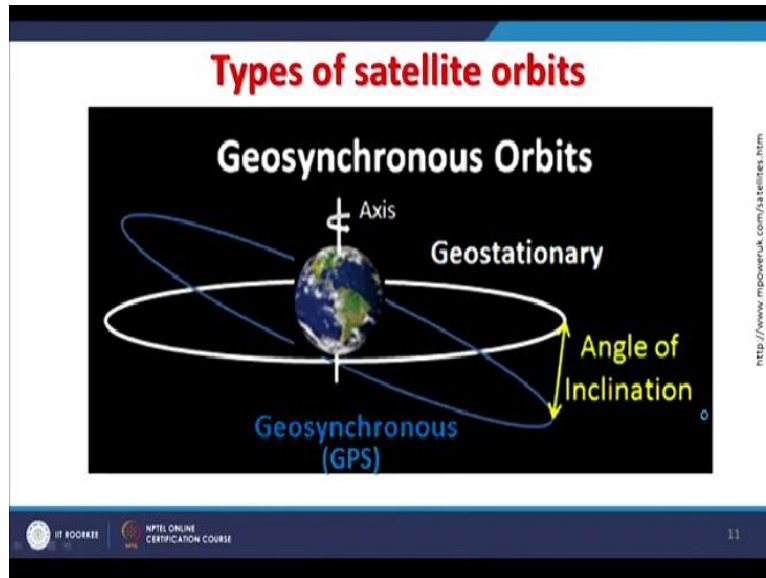 Types of satellite orbits
Geosynchronous Orbits
Axis
Geostationary
Angle of
Inclination
Geosynchronous
(GPS)
http://www.mpoweruk.com/satellites.htm
IIT ROORKEE
NPTEL ONLINE
CERTIFICATION COURSE
11